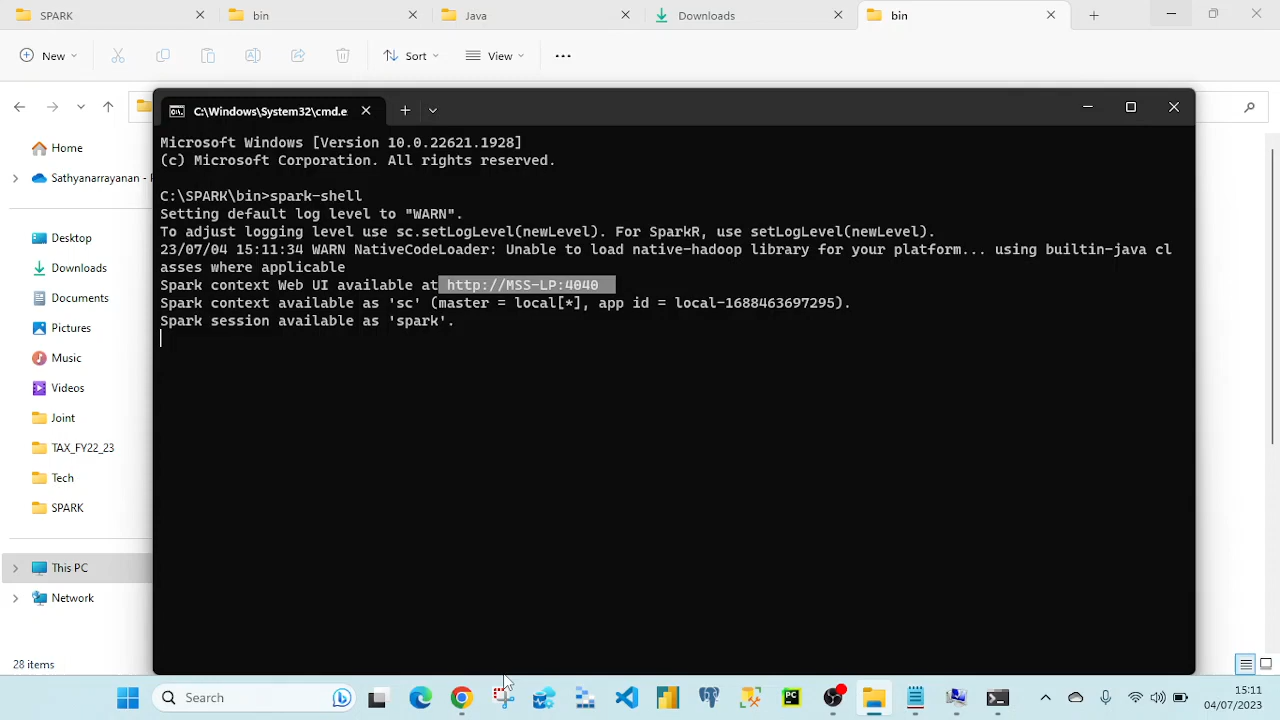 SPARK
bin
Java
Downloads
bin
New
Sort
View
C:\Windows\System32\cmd.e
Microsoft Windows [Version 10.0.22621.1928]
(c) Microsoft Corporation. All rights reserved.
C:\SPARK\bin>spark-shell
Setting default log level to "WARN".
To adjust logging level use sc.setLogLevel(newLevel). For SparkR, use setLogLevel(newLevel).
23/07/04 15:11:34 WARN NativeCodeLoader: Unable to load native-hadoop library for your platform... using builtin-java cl
asses where applicable
Spark context Web UI available at http://MSS-LP:4040
Spark context available as 'sc' (master = local[*], app id = local-1688463697295).
Spark session available as 'spark'.
Home
Sathyanarayanan -
Desktop
Downloads
Documents
Pictures
Music
Videos
Joint
TAX_FY22_23
Tech
SPARK
This PC
Network
28 items
Search
15:11
04/07/2023